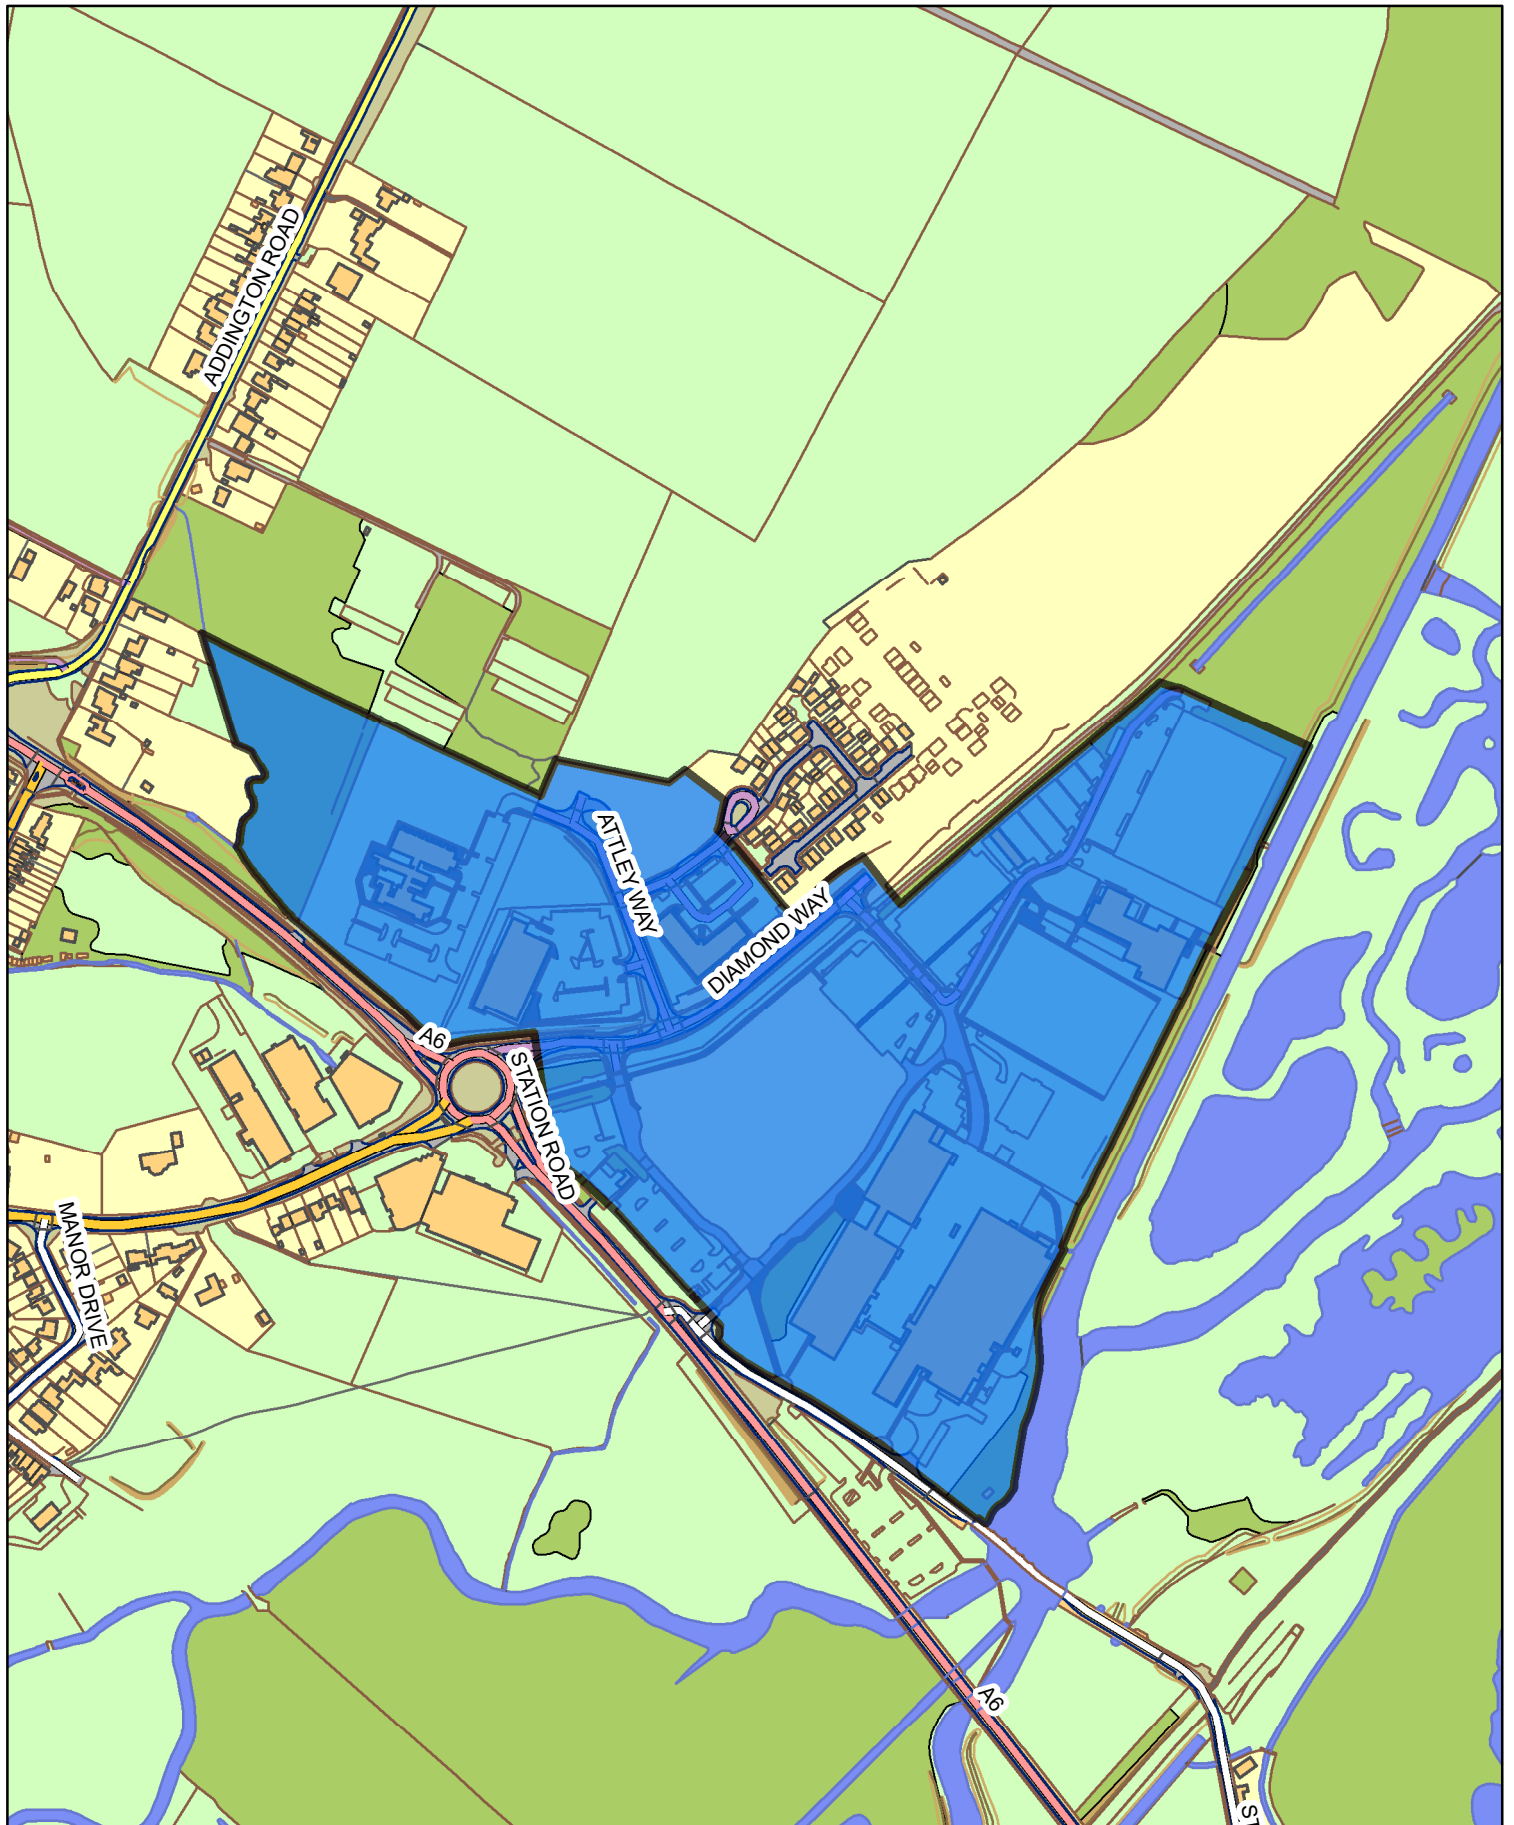 ADDINGTON ROAD
ATTLEY WAY
DIAMOND WAY
A6
STATION ROAD
MANOR DRIVE
A6